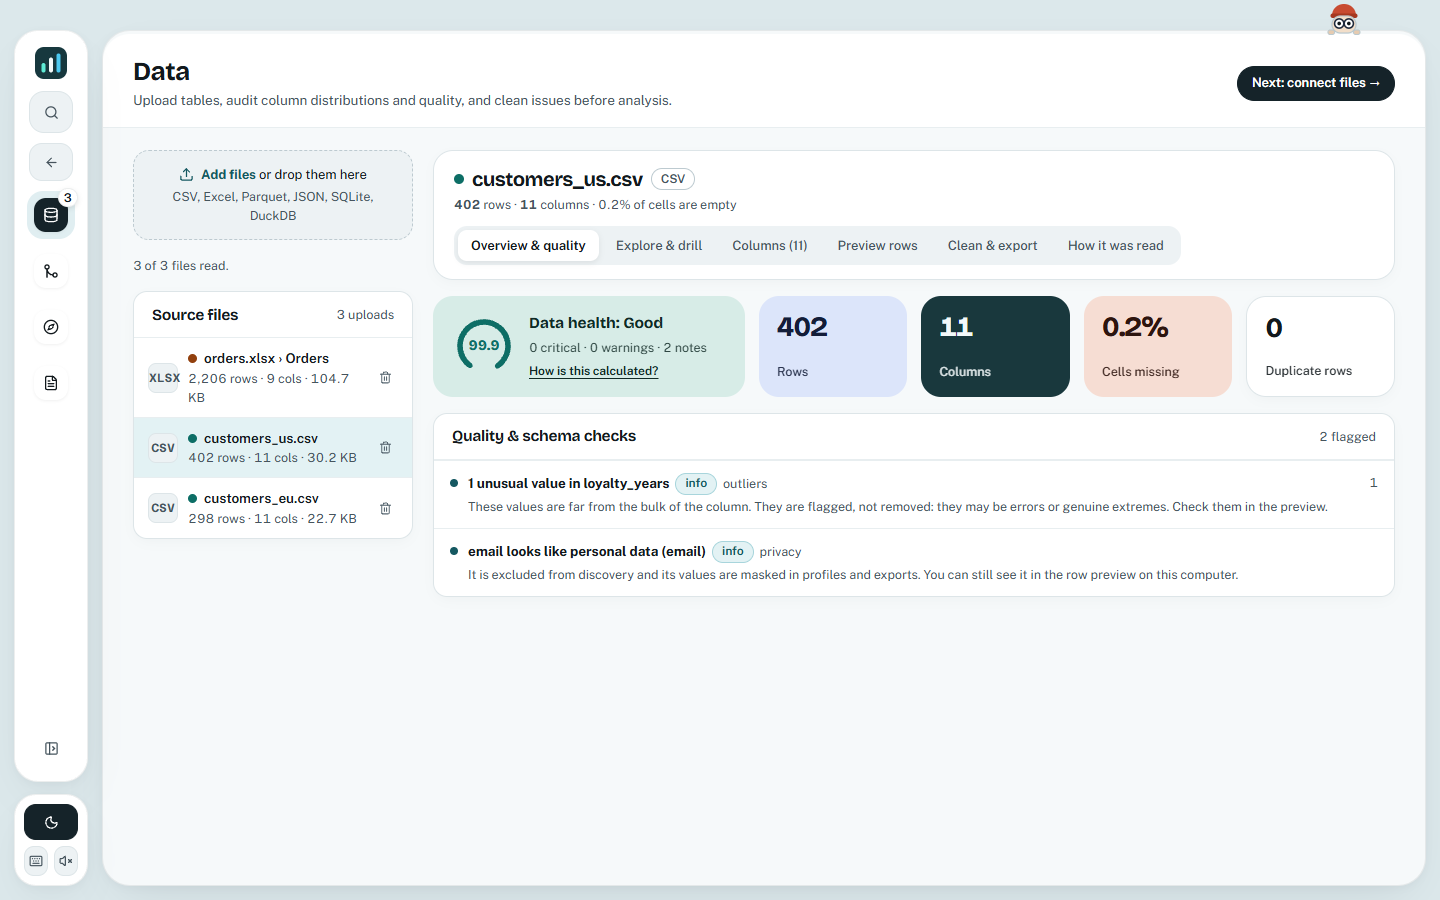 3
Data
Upload tables, audit column distributions and quality, and clean issues before analysis.
Next: connect files →
Add files or drop them here
CSV, Excel, Parquet, JSON, SQLite,
DuckDB
3 of 3 files read.
Source files 3 uploads
XLSX
orders.xlsx › Orders
2,206 rows · 9 cols · 104.7
KB
CSV
customers_us.csv
402 rows · 11 cols · 30.2 KB
CSV
customers_eu.csv
298 rows · 11 cols · 22.7 KB
customers_us.csv CSV
402 rows · 11 columns · 0.2% of cells are empty
Overview & quality Explore & drill Columns (11) Preview rows Clean & export How it was read
99.9
Data health: Good
0 critical · 0 warnings · 2 notes
How is this calculated?
402
Rows
11
Columns
0.2%
Cells missing
0
Duplicate rows
Quality & schema checks 2 flagged
1 unusual value in loyalty_years info outliers 1
These values are far from the bulk of the column. They are flagged, not removed: they may be errors or genuine extremes. Check them in the preview.
email looks like personal data (email) info privacy
It is excluded from discovery and its values are masked in profiles and exports. You can still see it in the row preview on this computer.